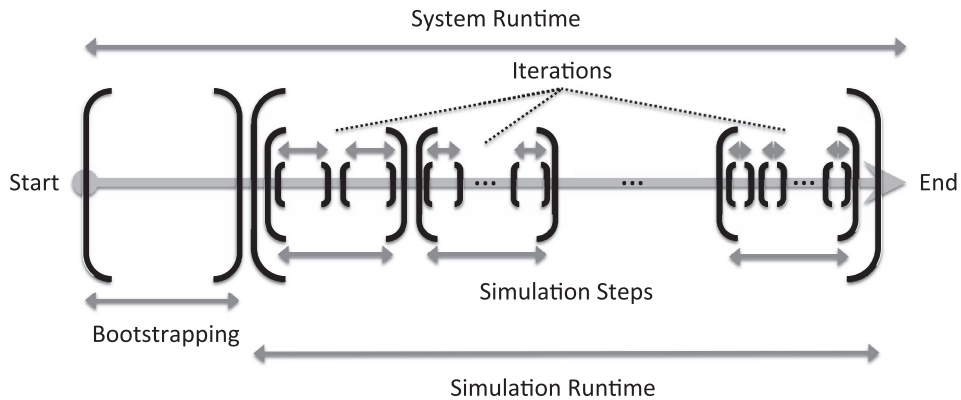 System Runtime
Iterations
Start
...
...
...
End
Simulation Steps
Bootstrapping
Simulation Runtime